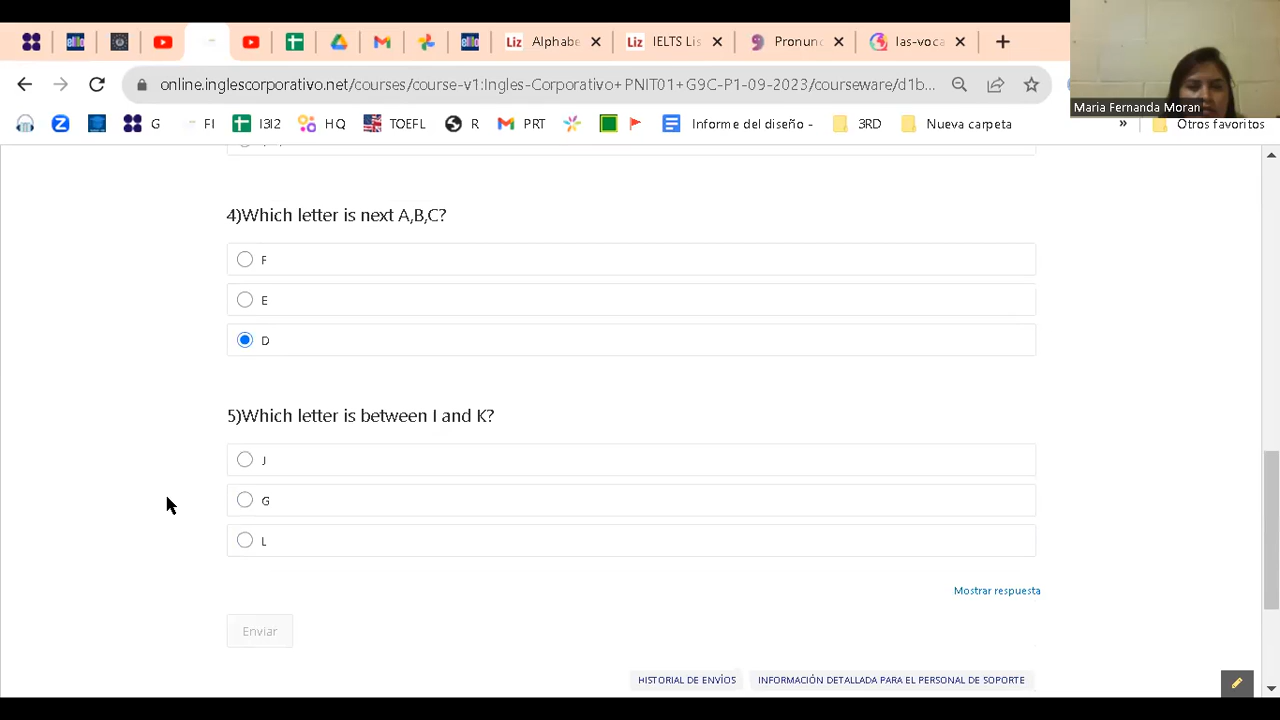 Liz Alphabe
Liz IELTS Lis
Pronunc
las-voca
online.inglescorporativo.net/courses/course-v1:Ingles-Corporativo+PNIT01+G9C-P1-09-2023/courseware/d1b...
Maria Fernanda Moran
G
FI
I3I2
HQ
TOEFL
R
PRT
Informe del diseño -
3RD
Nueva carpeta
»
Otros favoritos
4)Which letter is next A,B,C?
F
E
D
5)Which letter is between I and K?
J
G
L
Mostrar respuesta
Enviar
HISTORIAL DE ENVÍOS
INFORMACIÓN DETALLADA PARA EL PERSONAL DE SOPORTE